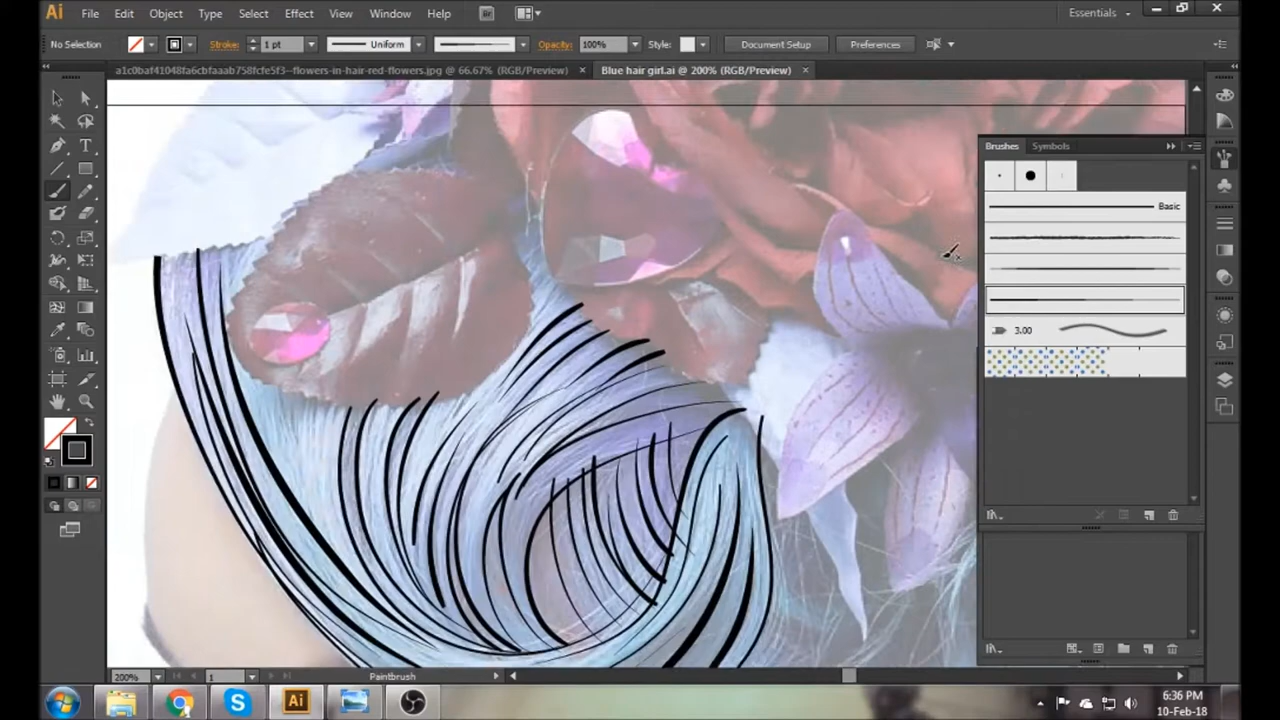 Ai File Edit Object Type Select Effect View Window Help Br Essentials
No Selection Stroke: 1 pt Uniform Opacity: 100% Style: Document Setup Preferences
a1c0baf41048fa6cbfaaab758fcfe5f3--flowers-in-hair-red-flowers.jpg @ 66.67% (RGB/Preview) × Blue hair girl.ai @ 200% (RGB/Preview) ×
Brushes Symbols
Basic
3.00
200% 1 Paintbrush
Ai 6:36 PM
10-Feb-18